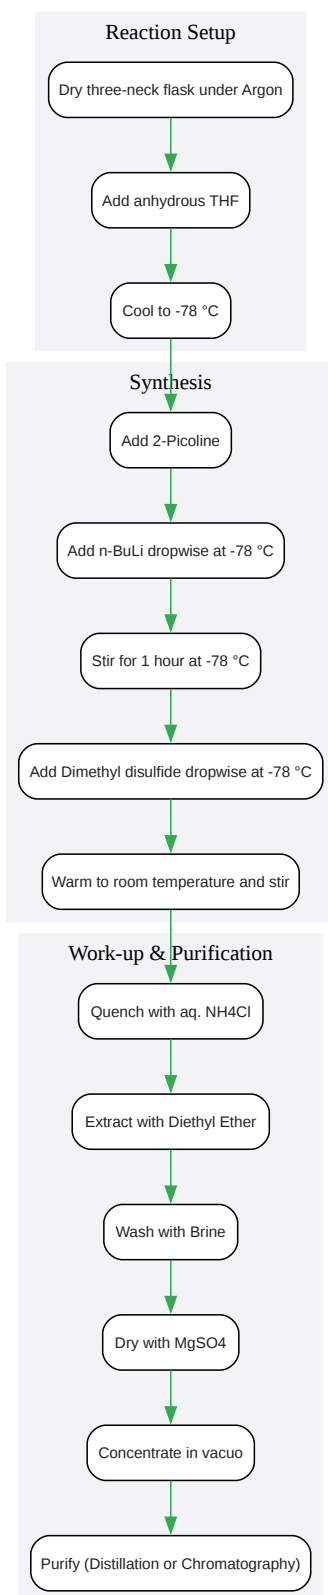 Reaction Setup
Dry three-neck flask under Argon
Add anhydrous THF
Cool to -78 °C
Synthesis
Add 2-Picoline
Add n-BuLi dropwise at -78 °C
Stir for 1 hour at -78 °C
Add Dimethyl disulfide dropwise at -78 °C
Warm to room temperature and stir
Work-up & Purification
Quench with aq. NH4Cl
Extract with Diethyl Ether
Wash with Brine
Dry with MgSO4
Concentrate in vacuo
Purify (Distillation or Chromatography)